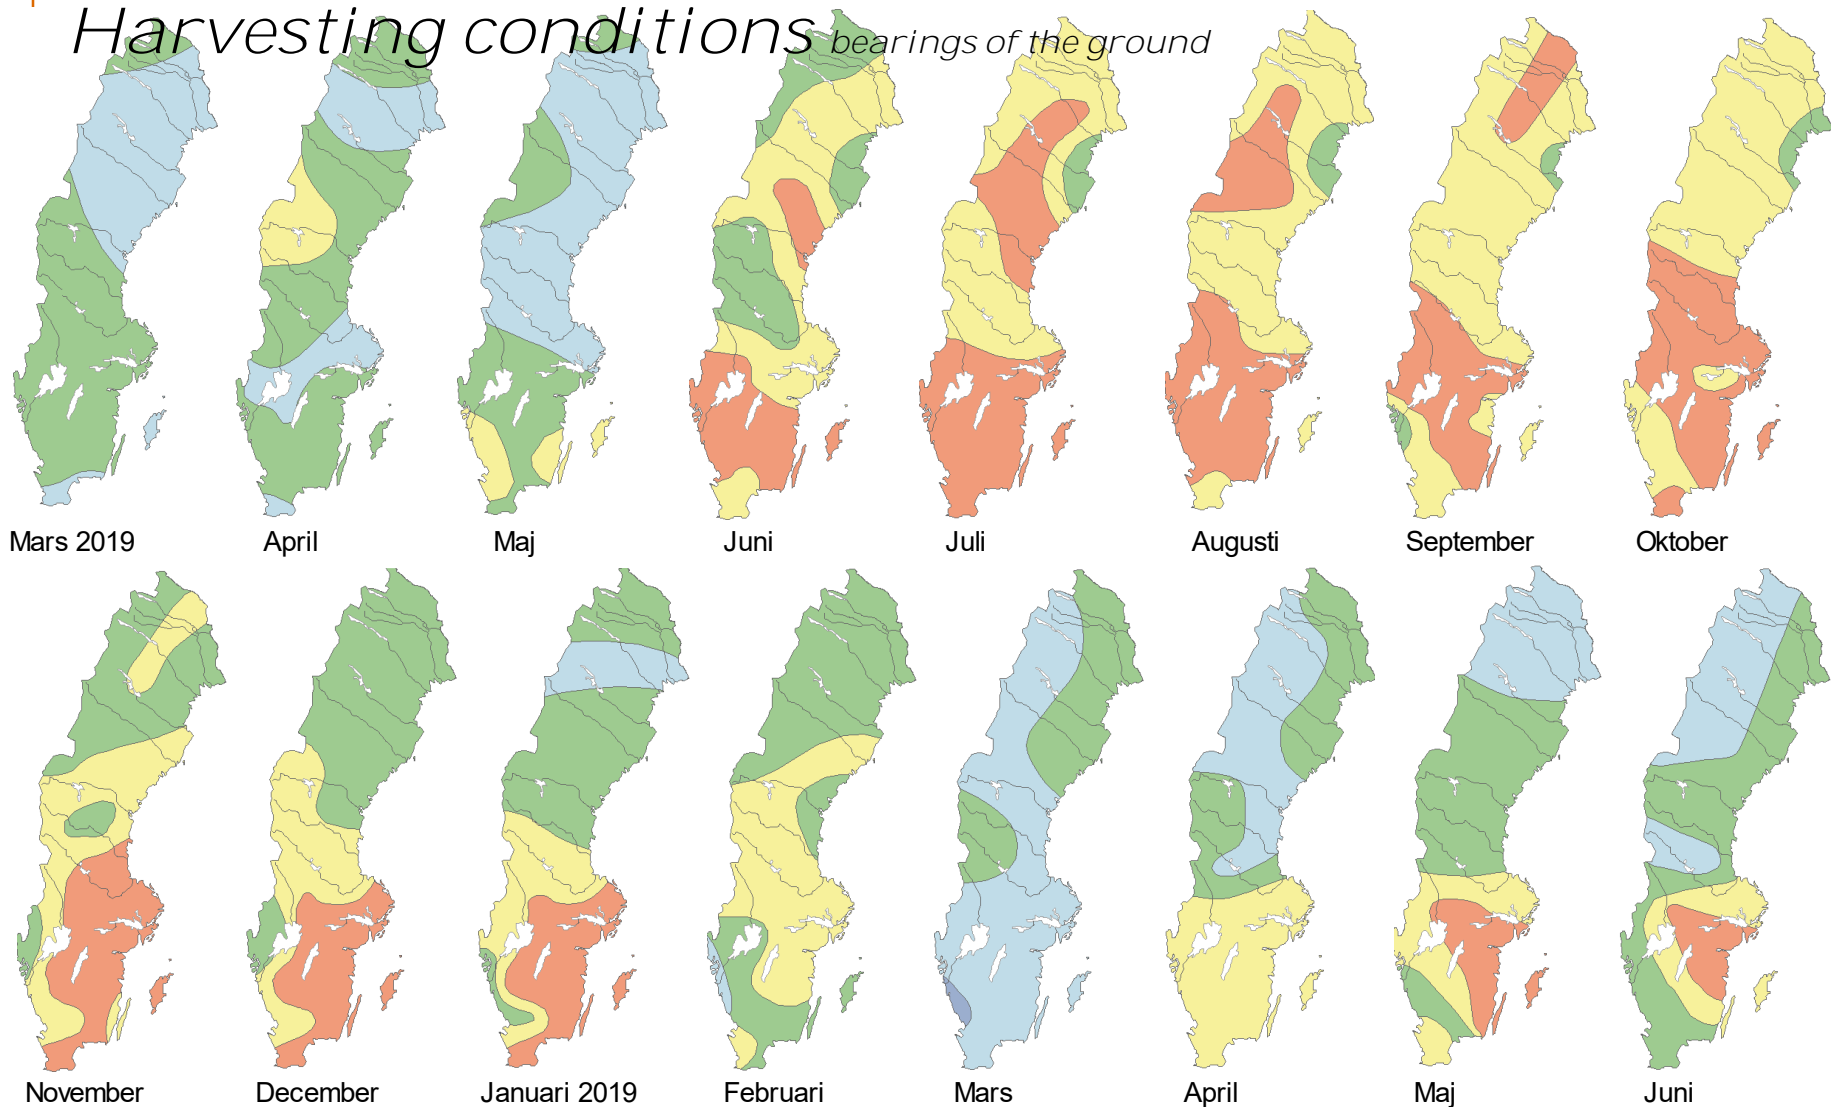 Harvesting conditions bearings of the ground
Mars 2019 April Maj Juni Juli Augusti September Oktober
November December Januari 2019 Februari Mars April Maj Juni